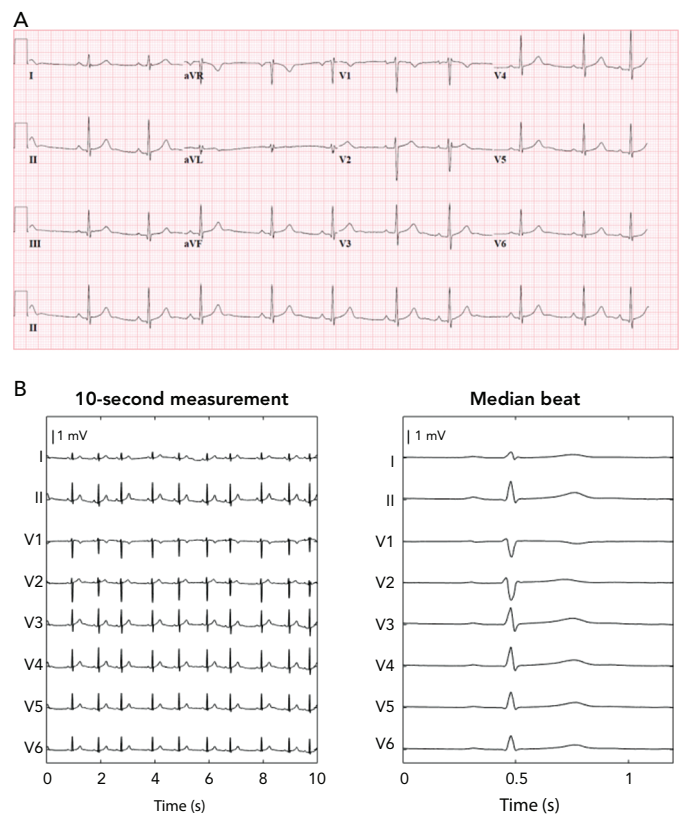 A
I aVR V1 V4
II aVL V2 V5
III aVF V3 V6
II
B
10-second measurement
1 mV
I
II
V1
V2
V3
V4
V5
V6
0 2 4 6 8 10
Time (s)
Median beat
1 mV
I
II
V1
V2
V3
V4
V5
V6
0 0.5 1
Time (s)